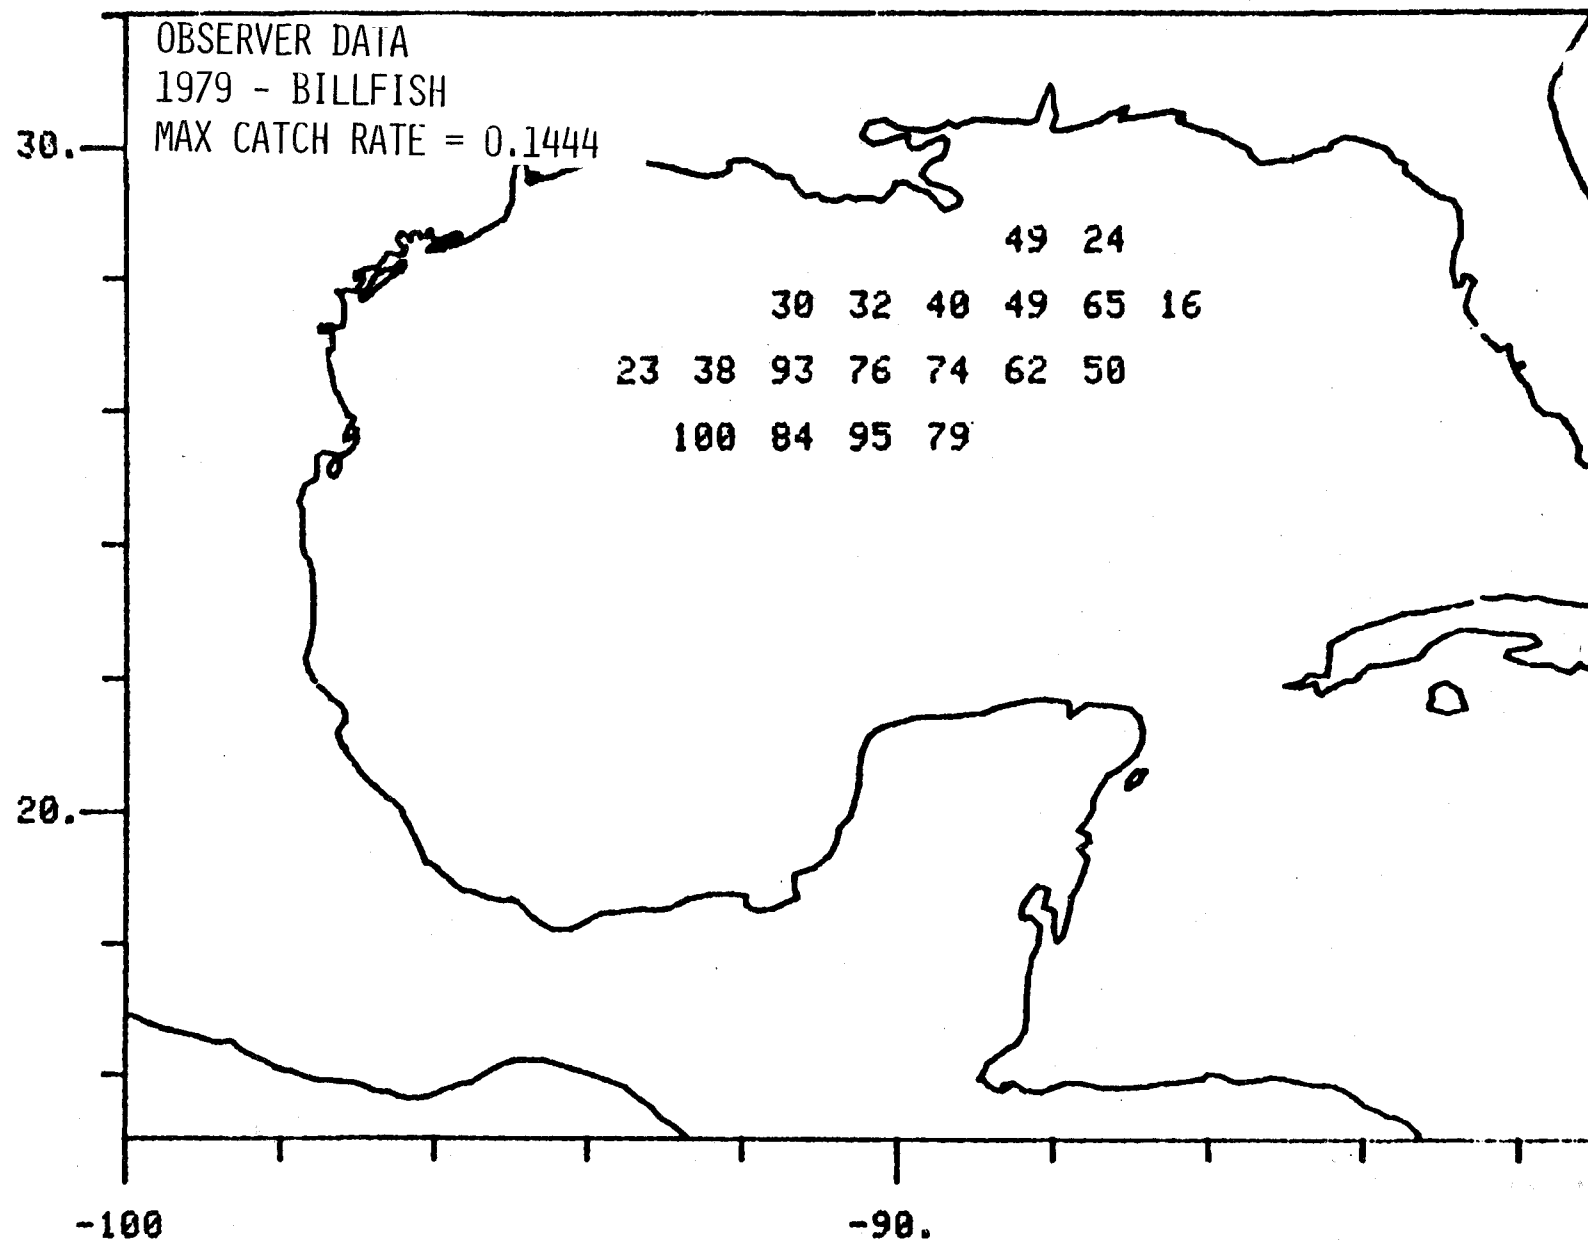 OBSERVER DATA
1979 - BILLFISH
MAX CATCH RATE = 0.1444
30.
49 24
30 32 40 49 65 16
23 38 93 76 74 62 50
100 84 95 79
20.
-100 -90.